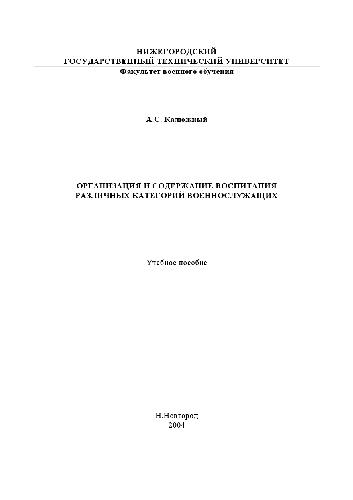 НИЖЕГОРОДСКИЙ
ГОСУДАРСТВЕННЫЙ ТЕХНИЧЕСКИЙ УНИВЕРСИТЕТ
Факультет военного обучения
А.С. Калюжный
ОРГАНИЗАЦИЯ И СОДЕРЖАНИЕ ВОСПИТАНИЯ
РАЗЛИЧНЫХ КАТЕГОРИЙ ВОЕННОСЛУЖАЩИХ
Учебное пособие
Н.Новгород
2004